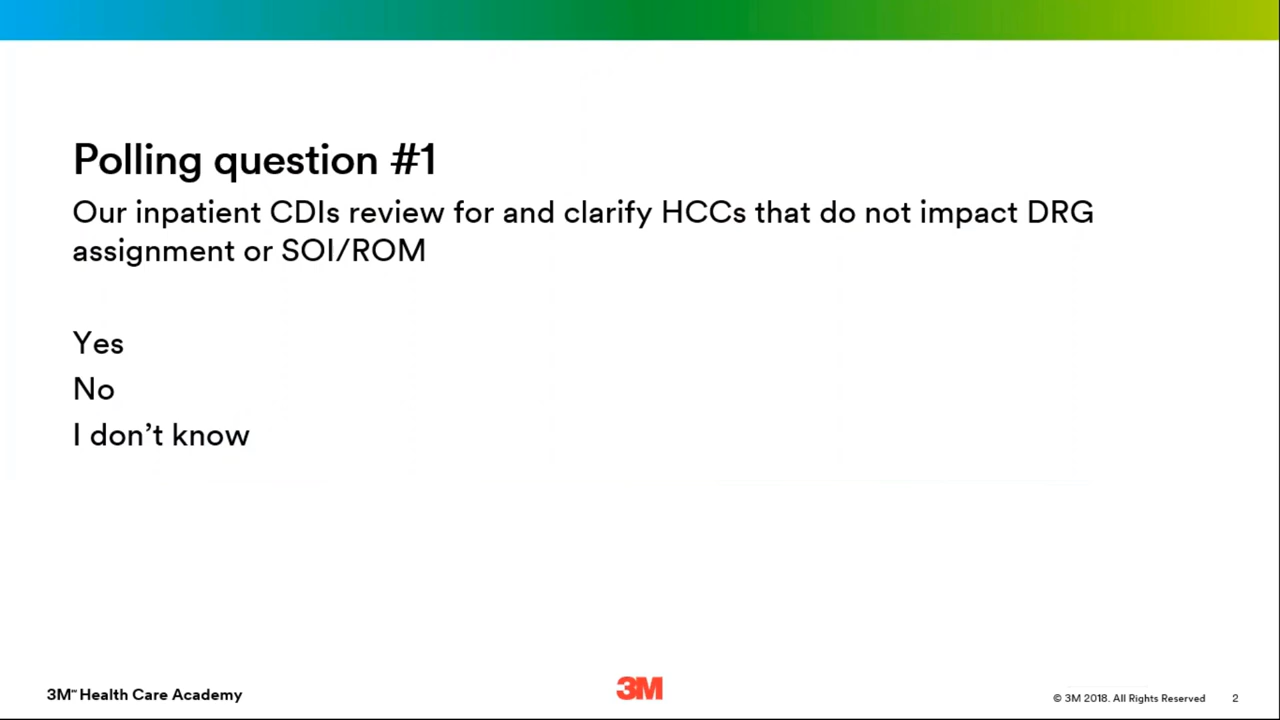 Polling question #1
Our inpatient CDIs review for and clarify HCCs that do not impact DRG
assignment or SOI/ROM
Yes
No
I don’t know
3M™ Health Care Academy
3M
© 3M 2018. All Rights Reserved
2